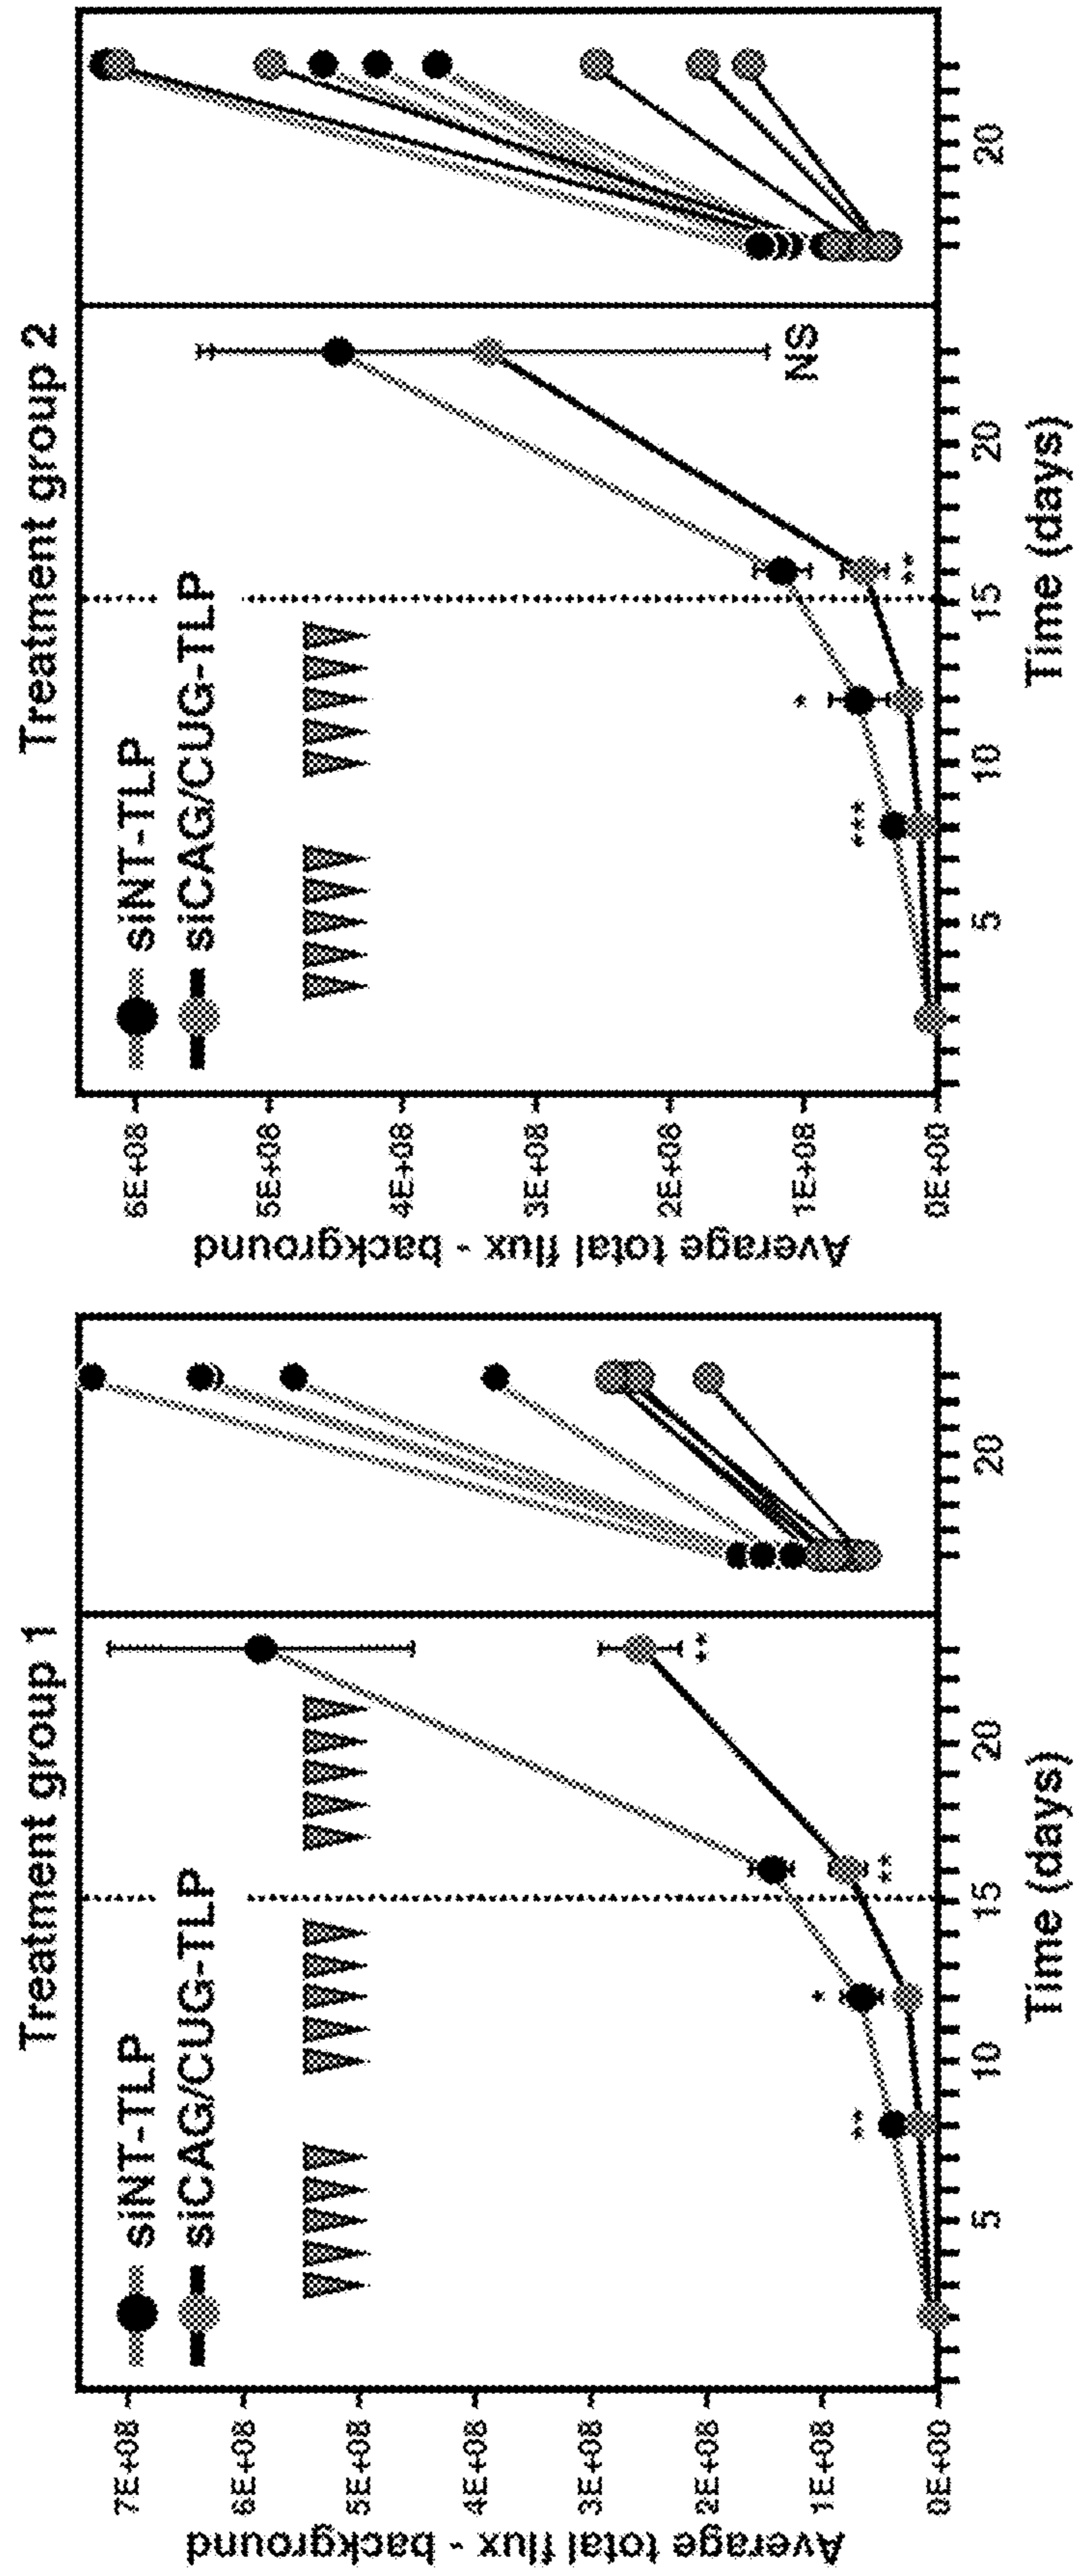 Treatment group 1
siNT-TLP
siCAG/CUG-TLP
7E+08
6E+08
5E+08
4E+08
3E+08
2E+08
1E+08
0E+00
Average total flux - background
**
*
**
**
5
10
15
20
20
Time (days)
Treatment group 2
siNT-TLP
siCAG/CUG-TLP
6E+08
5E+08
4E+08
3E+08
2E+08
1E+08
0E+00
Average total flux - background
***
*
**
NS
5
10
15
20
20
Time (days)